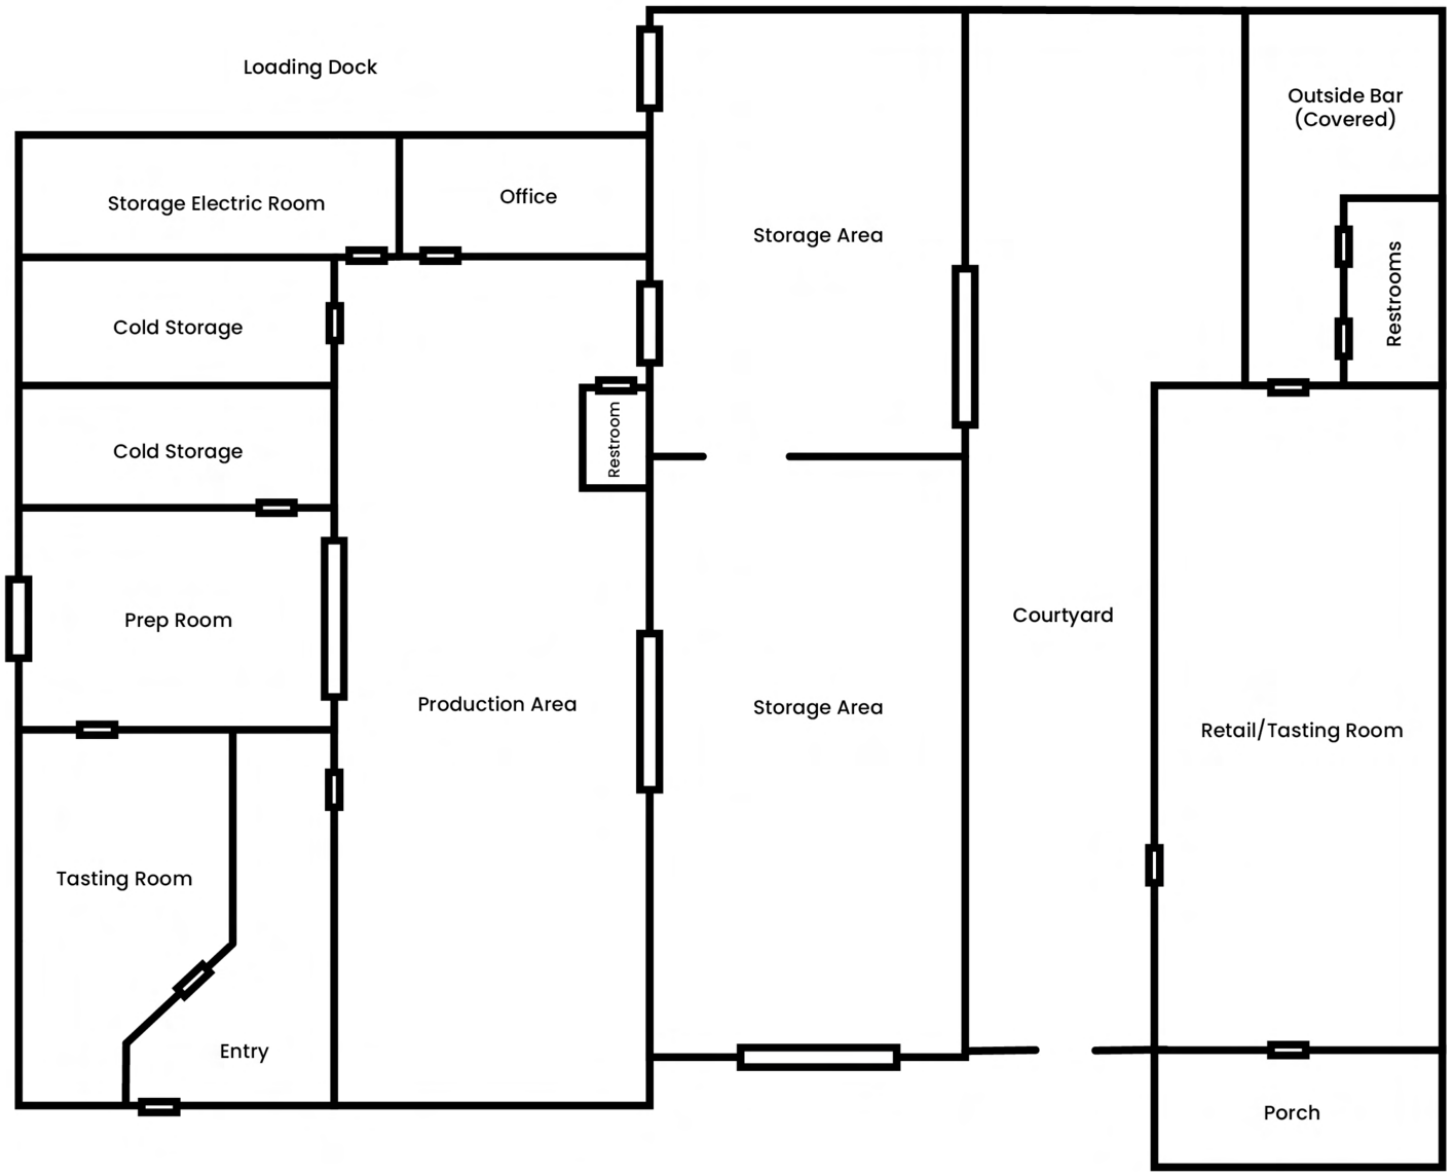 Loading Dock
Outside Bar
(Covered)
Storage Electric Room
Office
Storage Area
Restrooms
Cold Storage
Cold Storage
Restroom
Prep Room
Courtyard
Production Area
Storage Area
Retail/Tasting Room
Tasting Room
Entry
Porch